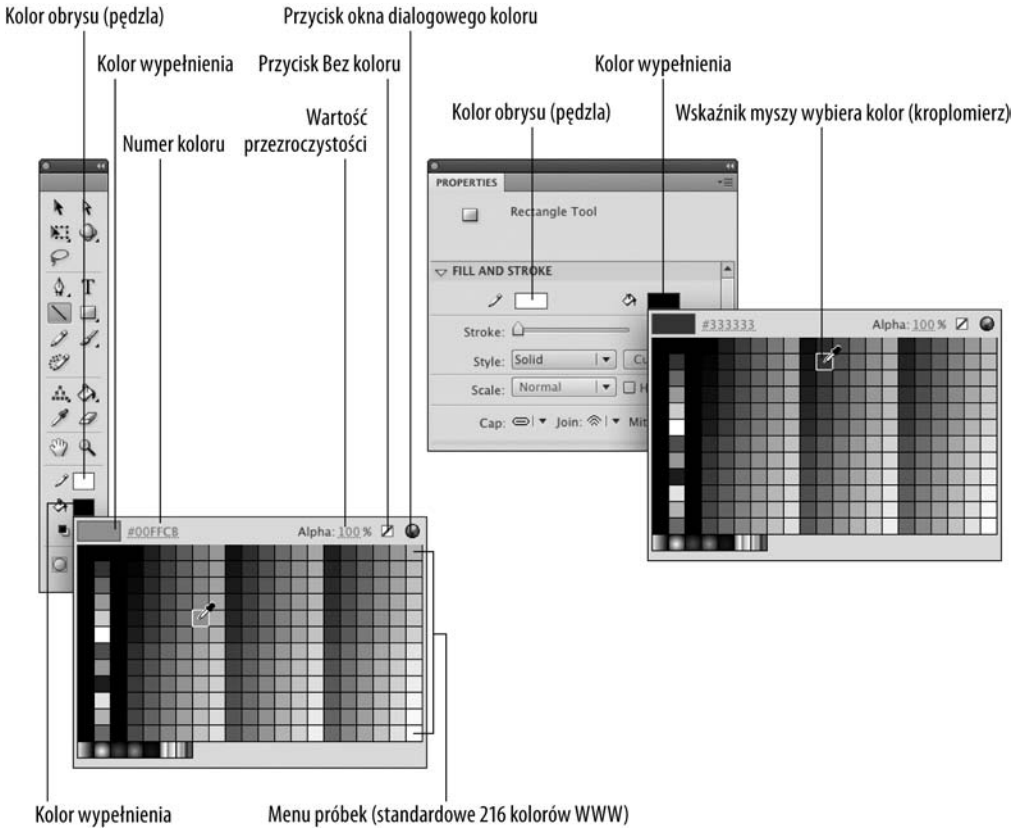 Kolor obrysu (pędzla)
Przycisk okna dialogowego koloru
Kolor wypełnienia
Przycisk Bez koloru
Kolor wypełnienia
Numer koloru
Wartość
przezroczystości
Kolor obrysu (pędzla)
Wskaźnik myszy wybiera kolor (kroplomierz)
PROPERTIES
Rectangle Tool
FILL AND STROKE
Stroke:
Style: Solid
Scale: Normal
Cap: Join:
#333333 Alpha: 100 %
T
#00FFCB Alpha: 100 %
Kolor wypełnienia
Menu próbek (standardowe 216 kolorów WWW)